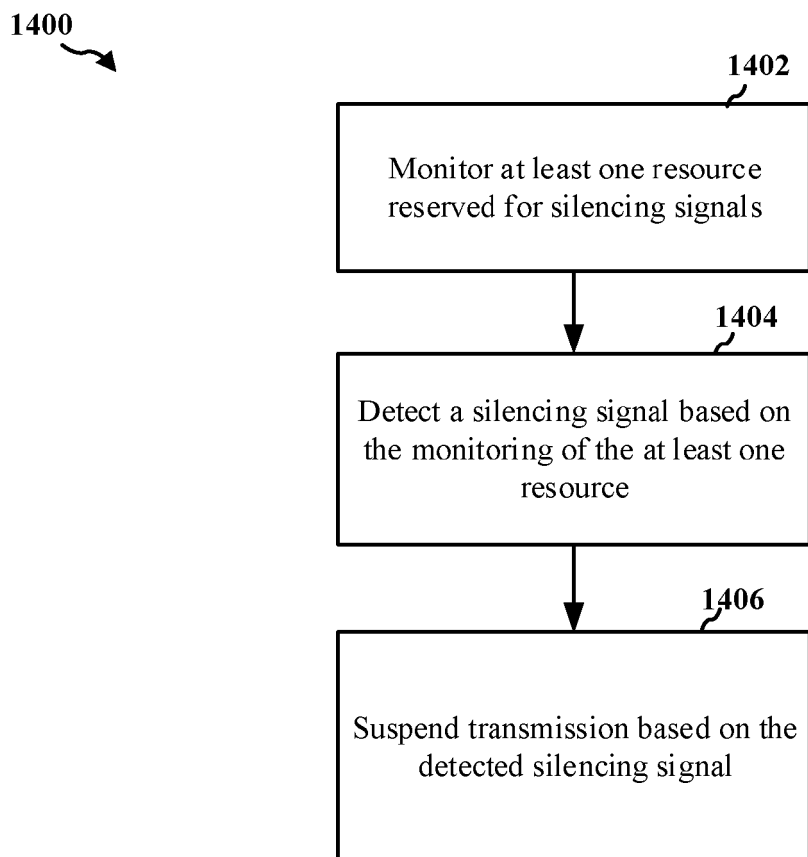 1400
1402
Monitor at least one resource
reserved for silencing signals
1404
Detect a silencing signal based on
the monitoring of the at least one
resource
1406
Suspend transmission based on the
detected silencing signal